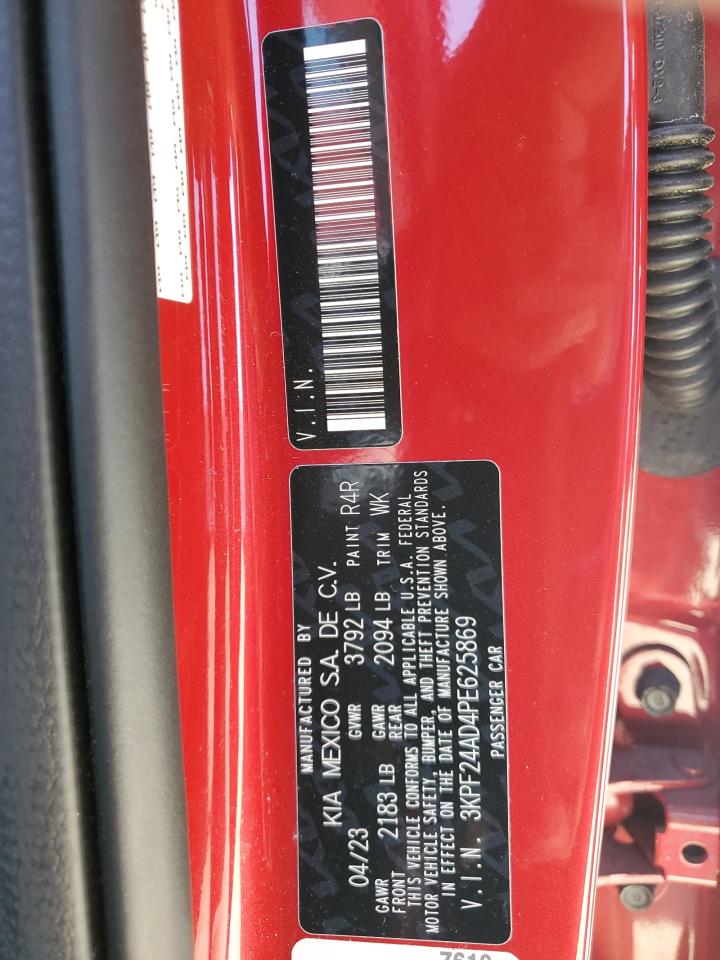 V.I.N.
MANUFACTURED BY
KIA MEXICO S.A. DE C.V.
04/23 GVWR 3792 LB PAINT R4R
GAWR FRONT 2183 LB GAWR REAR 2094 LB TRIM WK
THIS VEHICLE CONFORMS TO ALL APPLICABLE U.S.A. FEDERAL
MOTOR VEHICLE SAFETY, BUMPER, AND THEFT PREVENTION STANDARDS
IN EFFECT ON THE DATE OF MANUFACTURE SHOWN ABOVE.
V.I.N. 3KPF24AD4PE625869
PASSENGER CAR